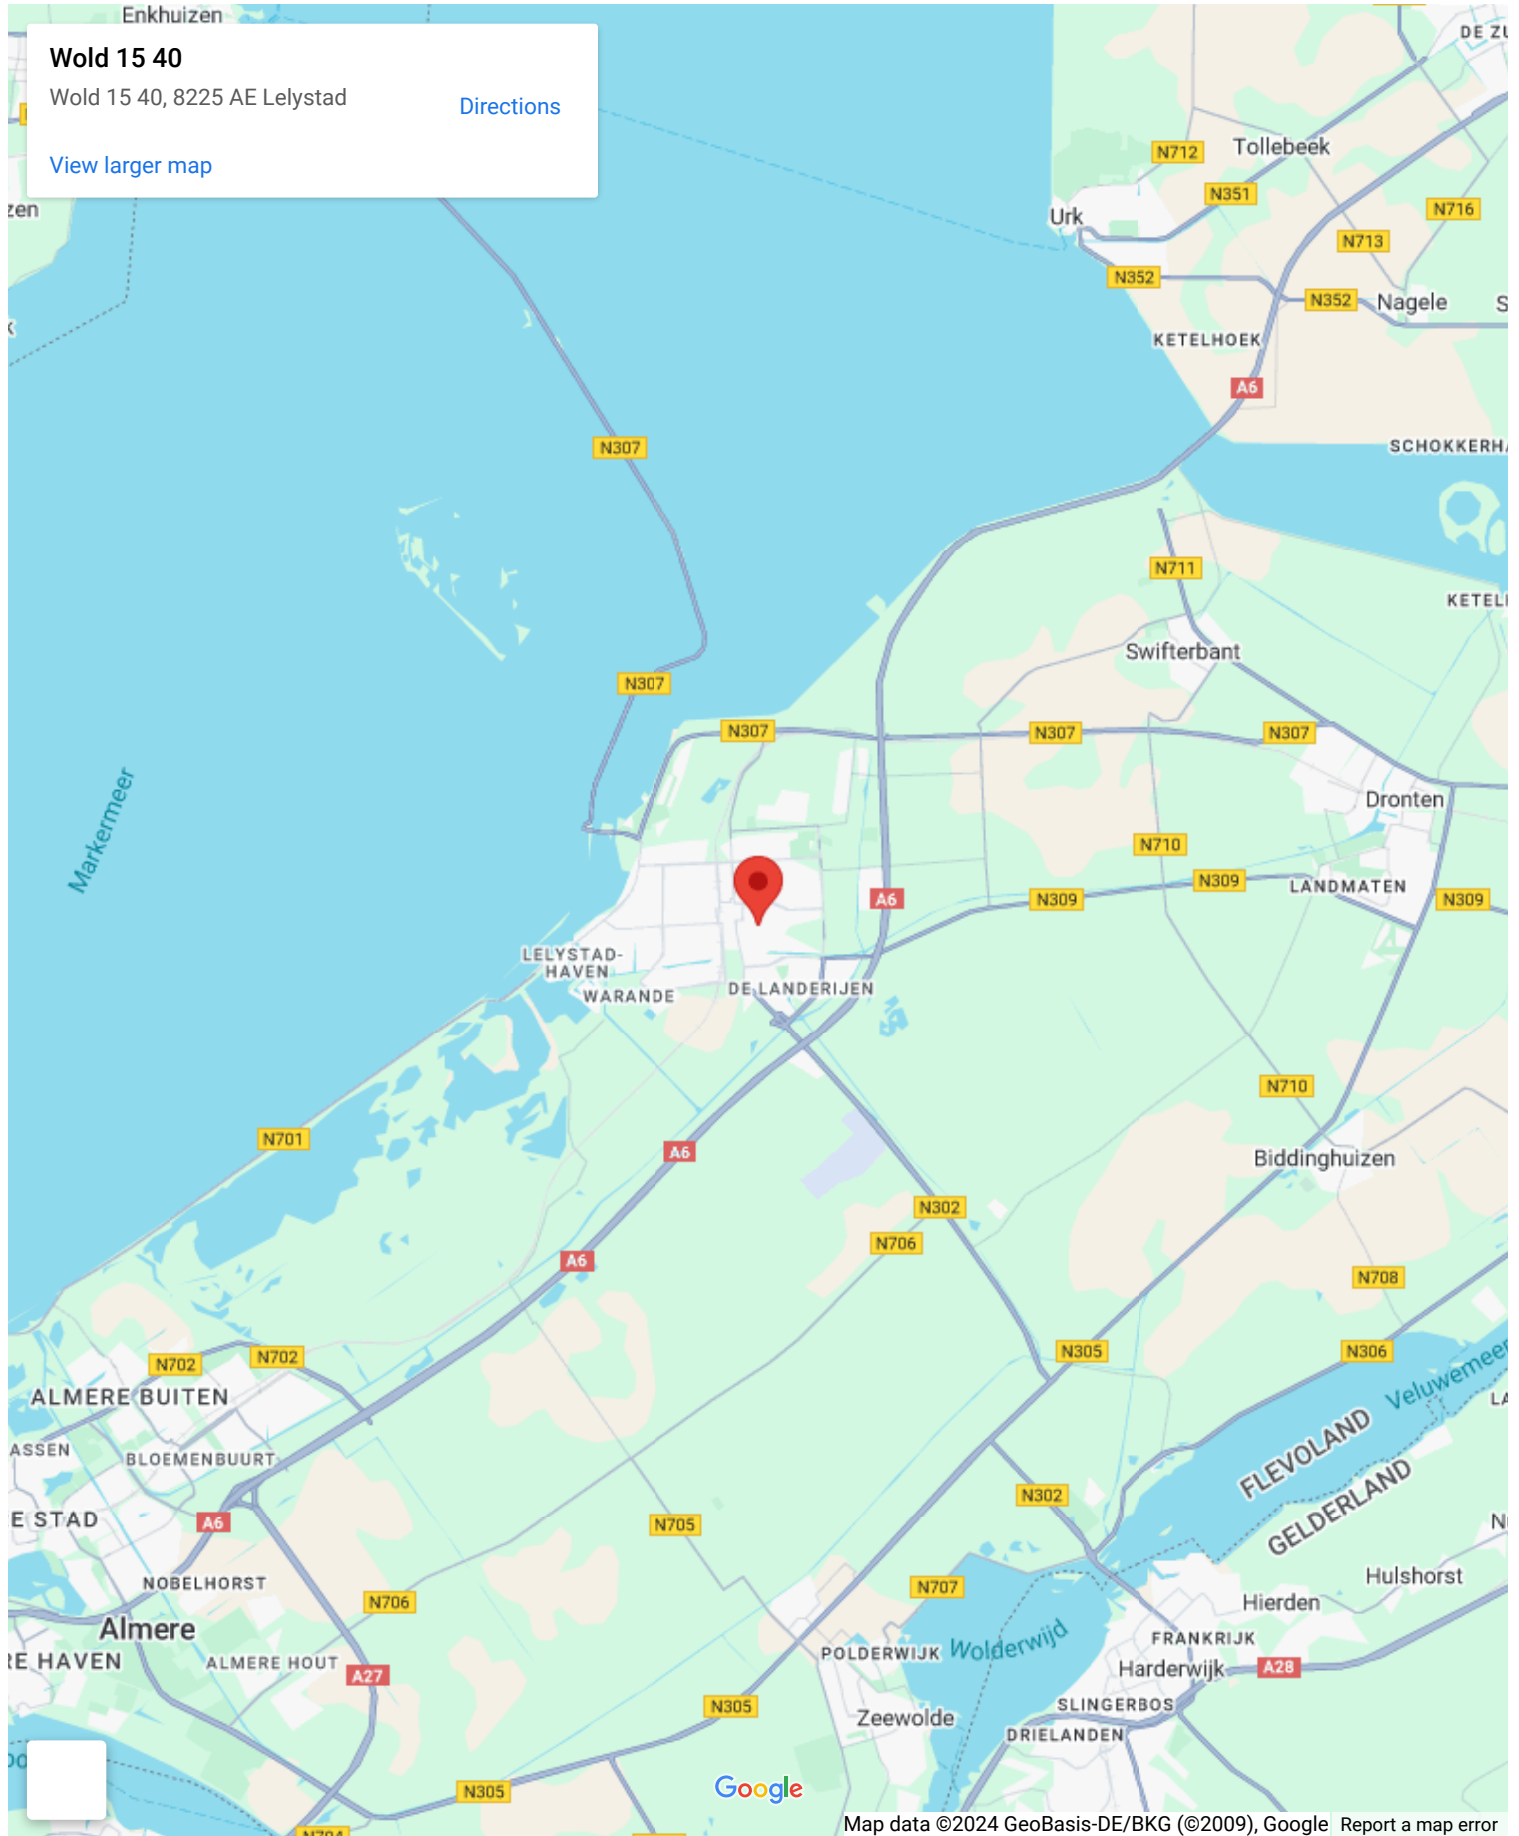 Enkhuizen
Wold 15 40
Wold 15 40, 8225 AE Lelystad
Directions
View larger map
DE ZU
N712
Tollebeek
N351
zen
Urk
N716
N713
N352
N352
Nagele
S
k
KETELHOEK
A6
N307
SCHOKKERHA
N711
KETELH
Swifterbant
N307
N307
N307
N307
Markermeer
Dronten
N710
N309
LANDMATEN
A6
N309
N309
LELYSTAD-
HAVEN
WARANDE
DE LANDERIJEN
N710
N701
A6
Biddinghuizen
N302
N706
A6
N708
N702
N702
N305
N306
Veluwemeer
ALMERE BUITEN
LA
FLEVOLAND
ASSEN
BLOEMENBUURT
GELDERLAND
N302
E STAD
A6
N705
N
NOBELHORST
N707
Hulshorst
N706
Hierden
Almere
Wolderwijd
FRANKRIJK
RE HAVEN
ALMERE HOUT
A27
POLDERWIJK
Harderwijk
A28
N305
Zeewolde
SLINGERBOS
DRIELANDEN
N305
Google
Map data ©2024 GeoBasis-DE/BKG (©2009), Google
Report a map error